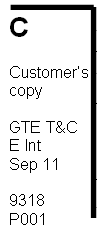 C
Customer's
copy
GTE T&C
E Int
Sep 11
9318
P001